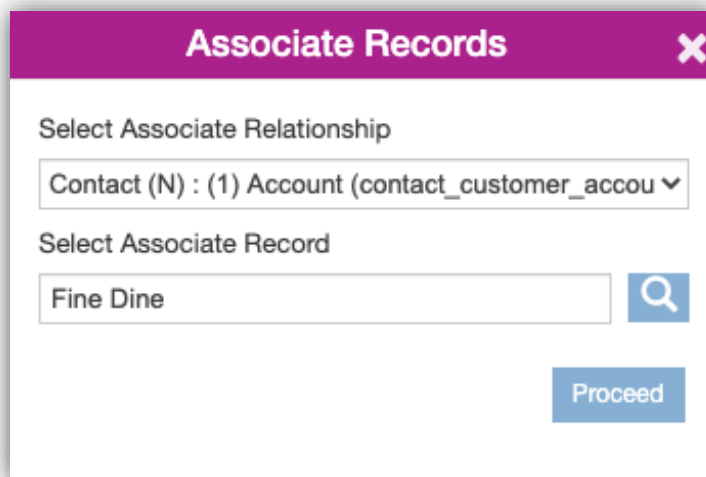 Associate Records
Select Associate Relationship
Contact (N) : (1) Account (contact_customer_accou
Select Associate Record
Fine Dine
Proceed